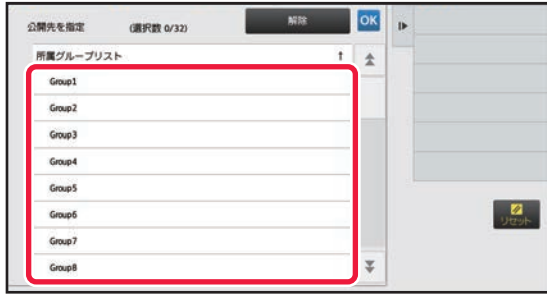 公開先を指定 (選択数 0/32) 解除 OK
所属グループリスト ↑
Group1
Group2
Group3
Group4
Group5
Group6
Group7
Group8
リセット